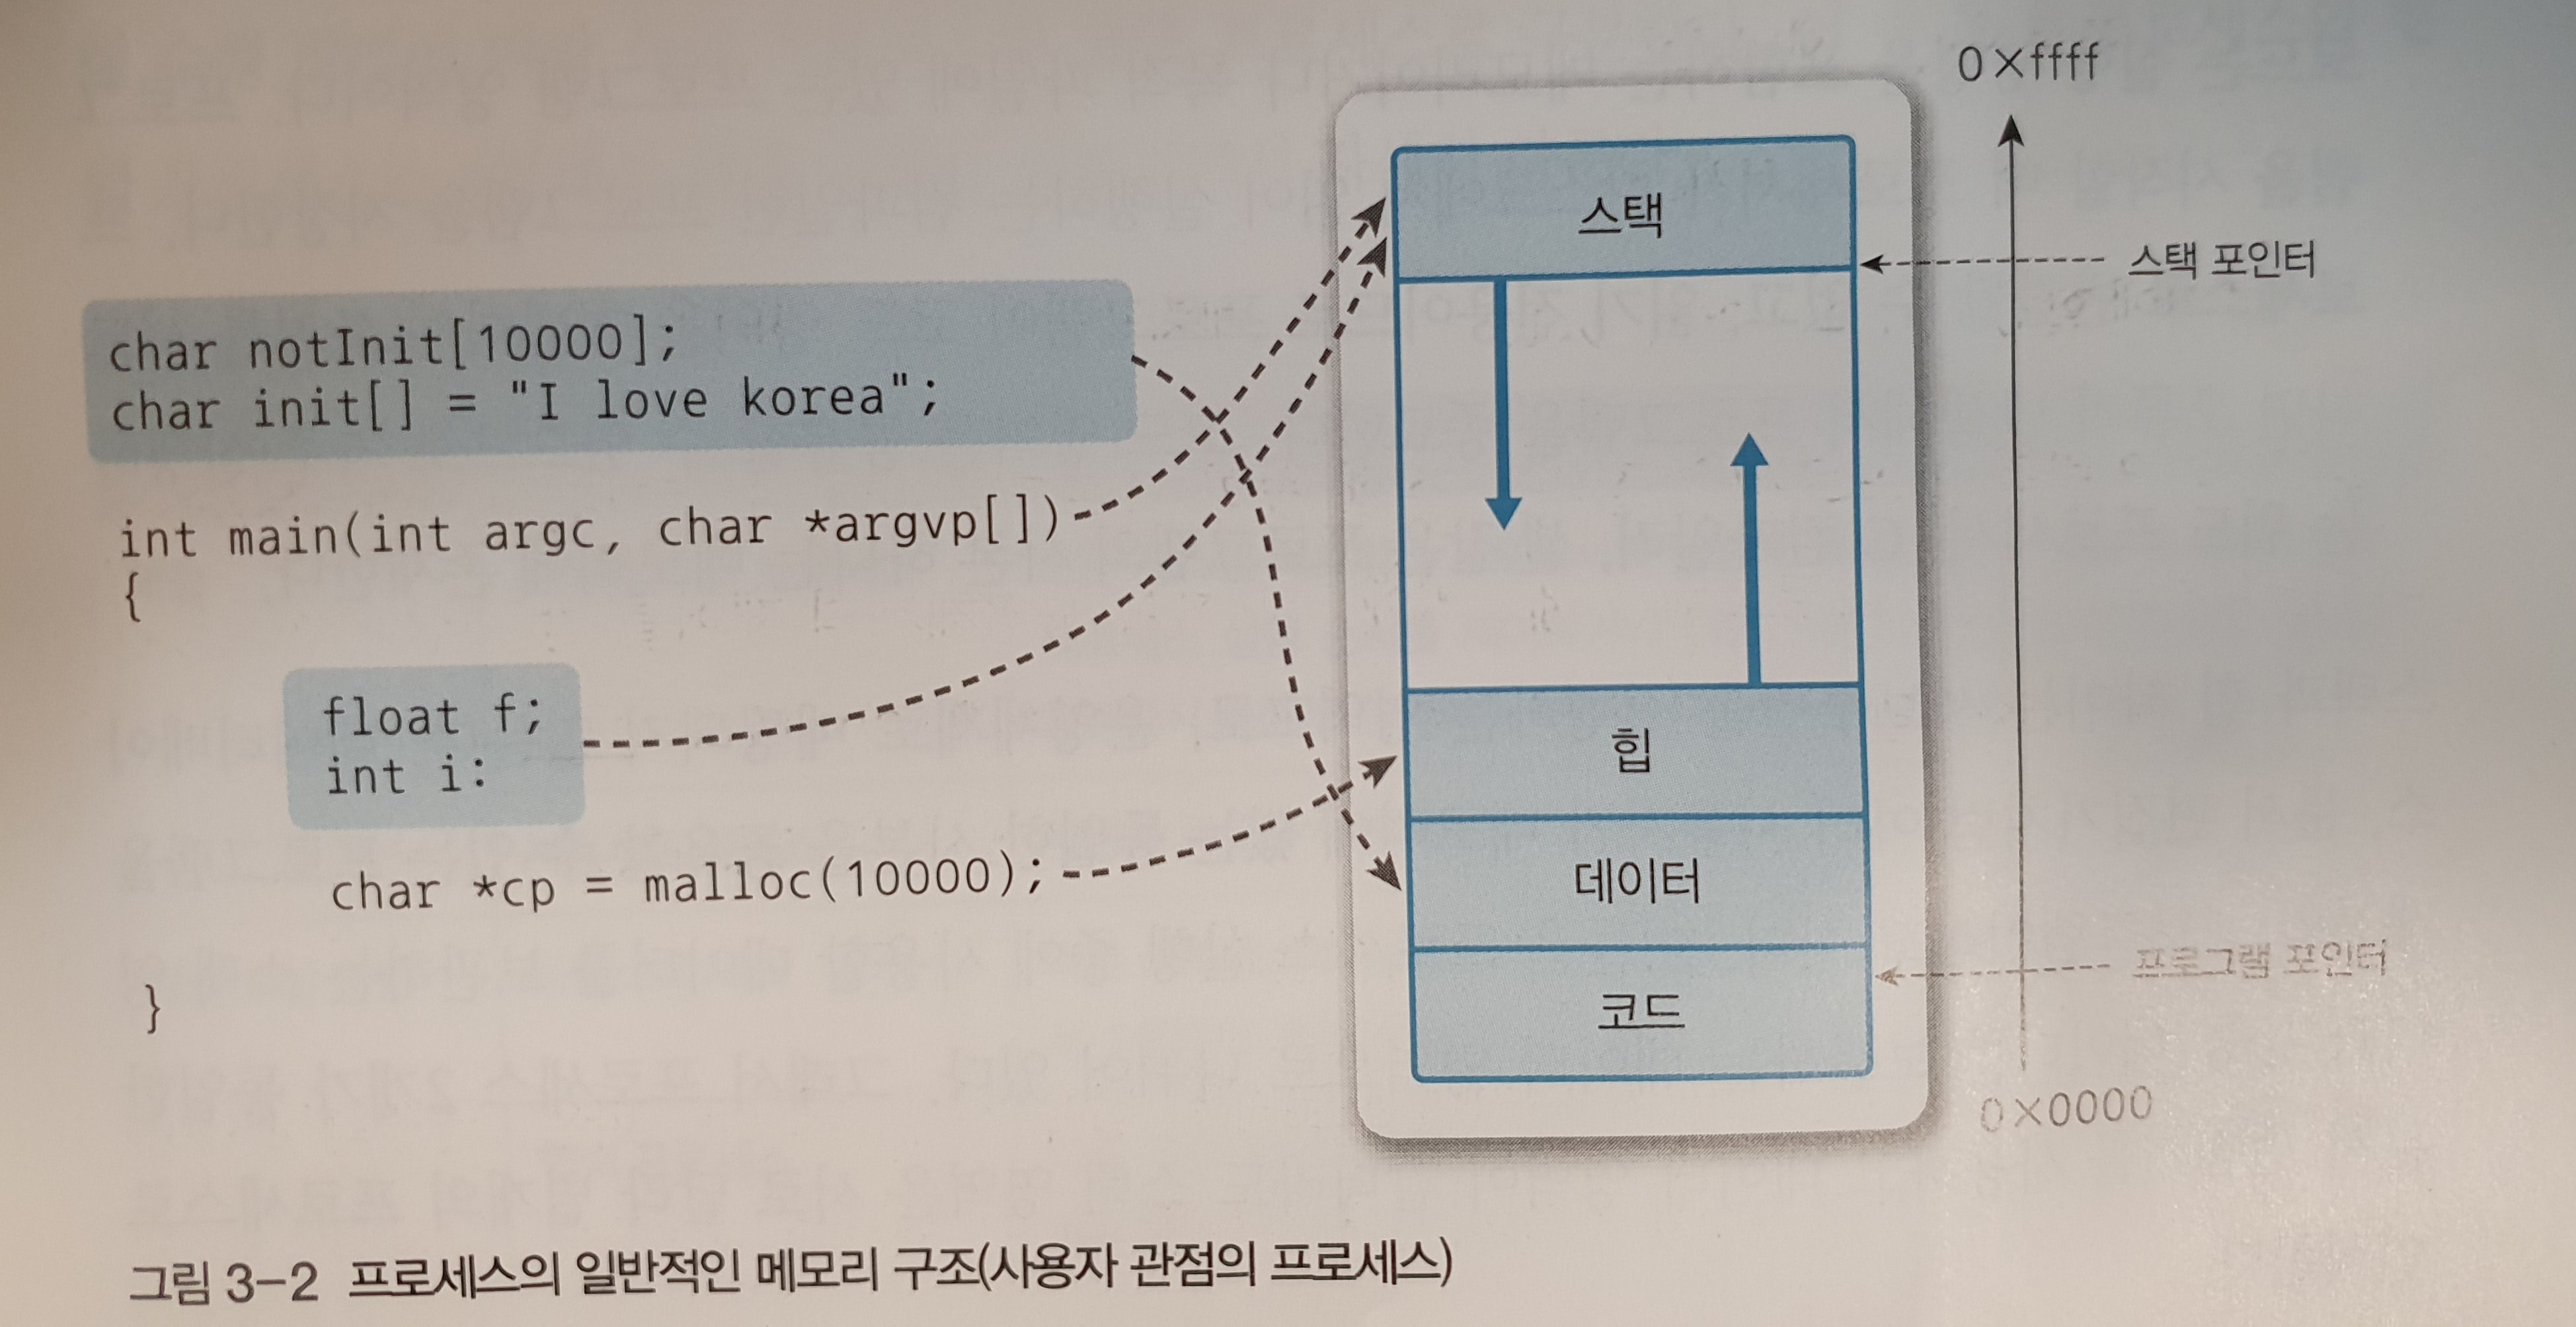 0×ffff
스택
스택 포인터
char notInit[10000];
char init[] = "I love korea";
int main(int argc, char *argvp[])
{
float f;
int i:
힙
char *cp = malloc(10000);
데이터
프로그램 포인터
}
코드
0×0000
그림 3-2 프로세스의 일반적인 메모리 구조(사용자 관점의 프로세스)